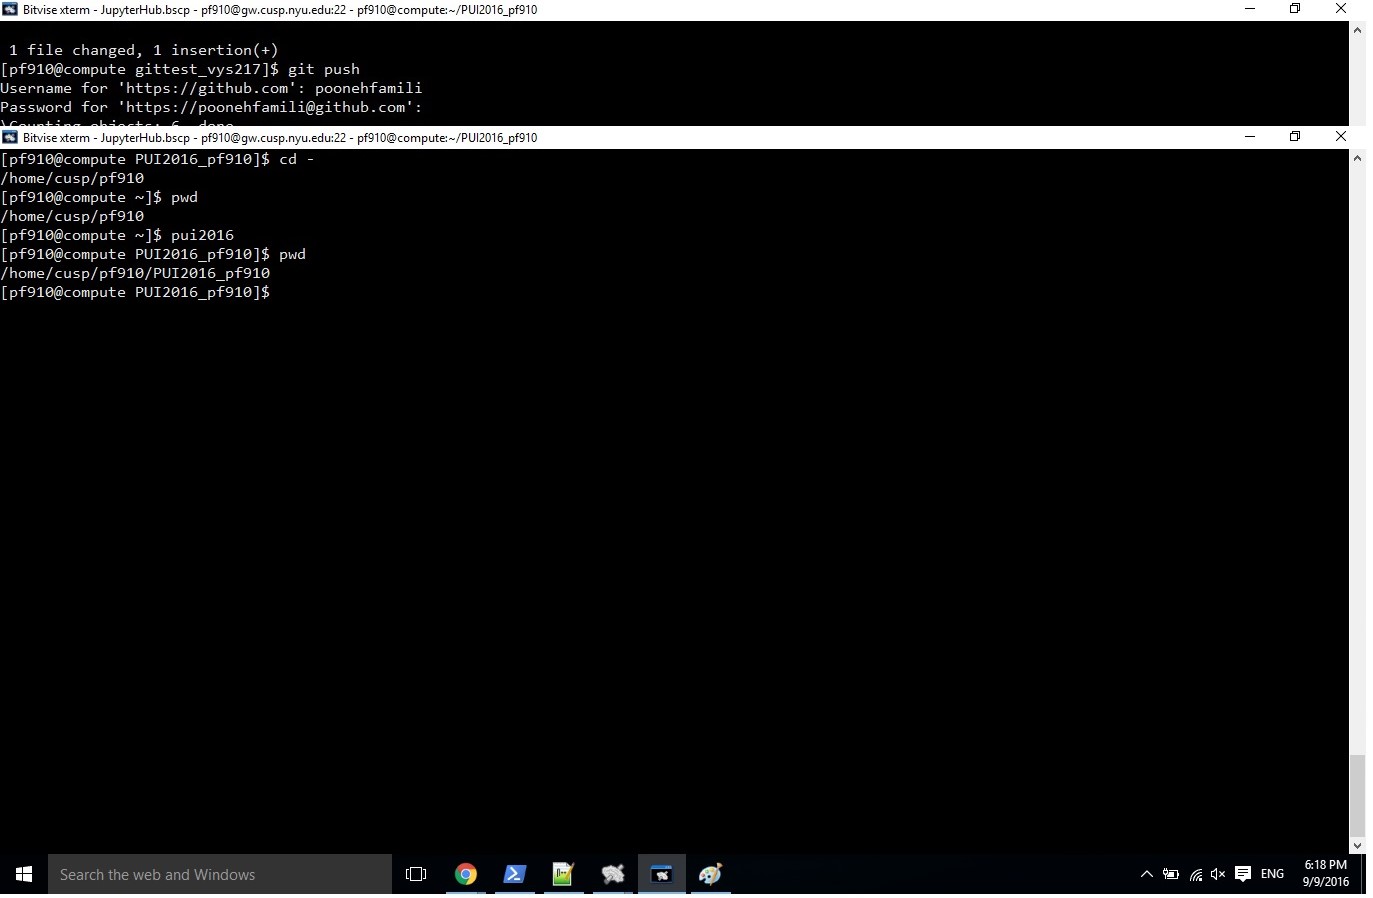 Bitvise xterm - JupyterHub.bscp - pf910@gw.cusp.nyu.edu:22 - pf910@compute:~/PUI2016_pf910
1 file changed, 1 insertion(+)
[pf910@compute gittest_vys217]$ git push
Username for 'https://github.com': poonehfamili
Password for 'https://poonehfamili@github.com':
\Counting objects: 6, done.
Bitvise xterm - JupyterHub.bscp - pf910@gw.cusp.nyu.edu:22 - pf910@compute:~/PUI2016_pf910
[pf910@compute PUI2016_pf910]$ cd -
/home/cusp/pf910
[pf910@compute ~]$ pwd
/home/cusp/pf910
[pf910@compute ~]$ pui2016
[pf910@compute PUI2016_pf910]$ pwd
/home/cusp/pf910/PUI2016_pf910
[pf910@compute PUI2016_pf910]$
Search the web and Windows
ENG
6:18 PM
9/9/2016